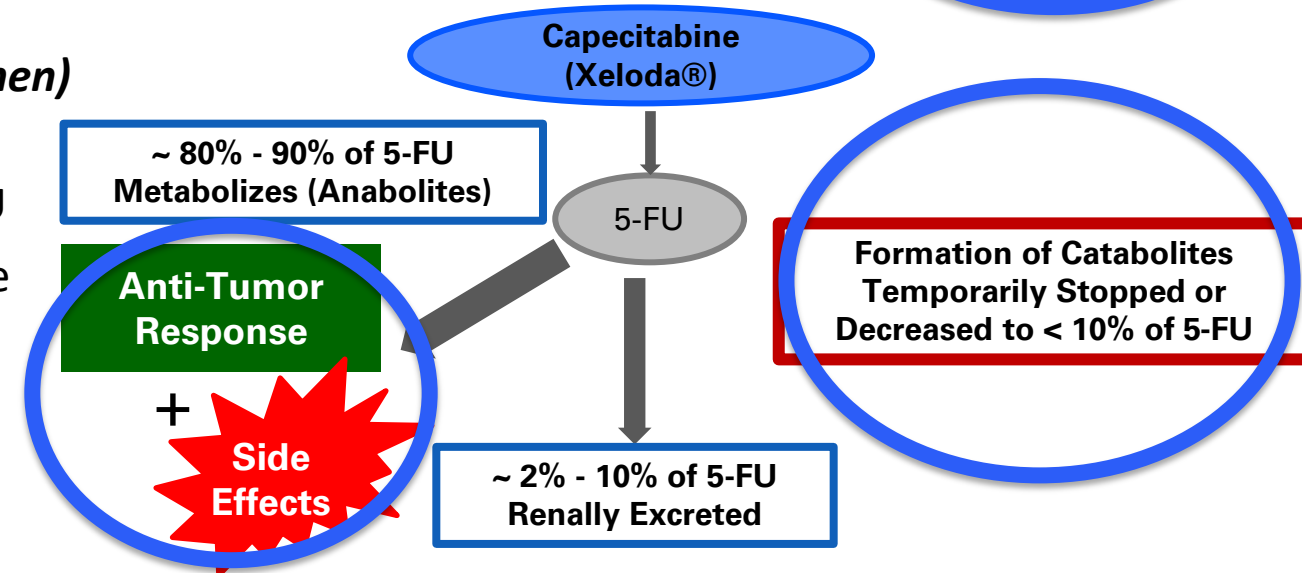 Capecitabine
(Xeloda®)
~ 80% - 90% of 5-FU
Metabolizes (Anabolites)
5-FU
Anti-Tumor
Response
+
Side
Effects
Formation of Catabolites
Temporarily Stopped or
Decreased to < 10% of 5-FU
~ 2% - 10% of 5-FU
Renally Excreted